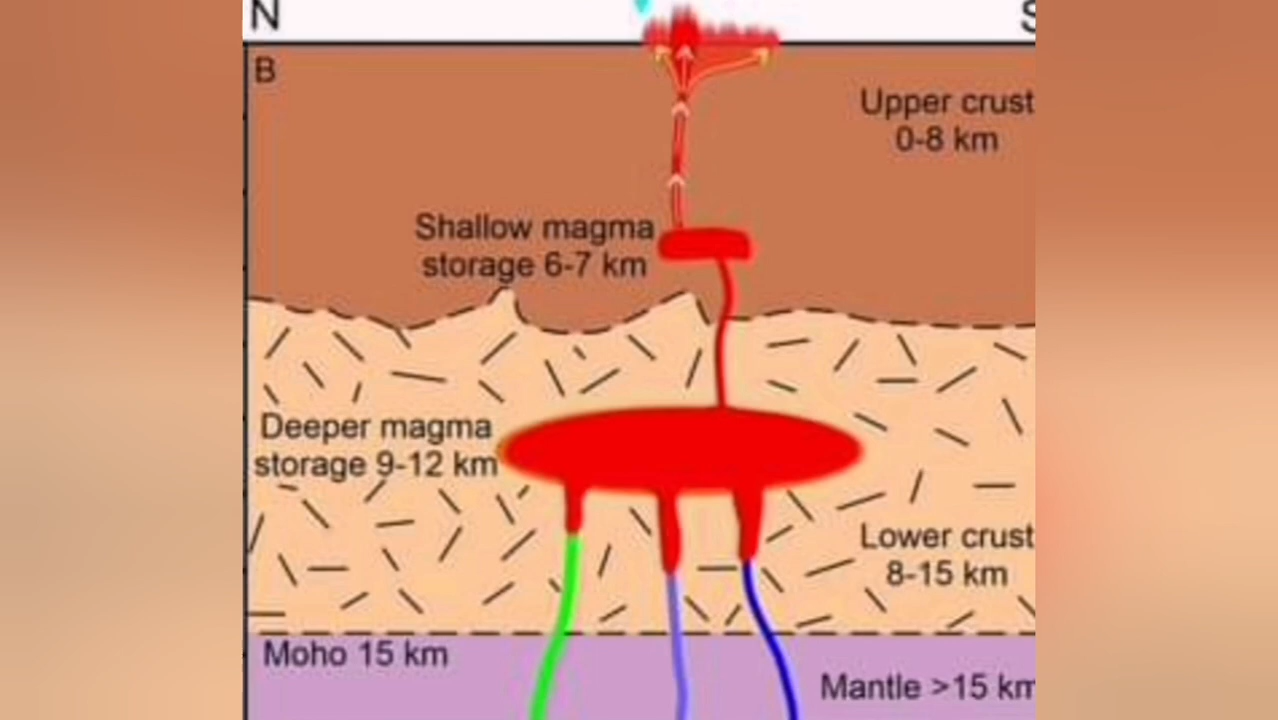 N
S
B
Upper crust
0-8 km
Shallow magma
storage 6-7 km
Deeper magma
storage 9-12 km
Lower crust
8-15 km
Moho 15 km
Mantle >15 km